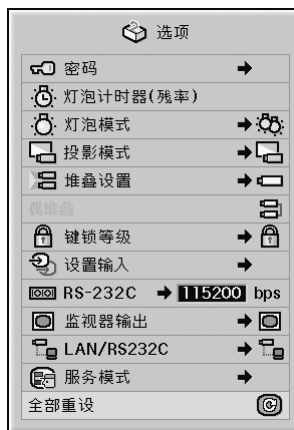 选项
密码
灯泡计时器(残率)
灯泡模式
投影模式
堆叠设置
偶堆叠
键锁等级
设置输入
RS-232C 115200 bps
监视器输出
LAN/RS232C
服务模式
全部重设